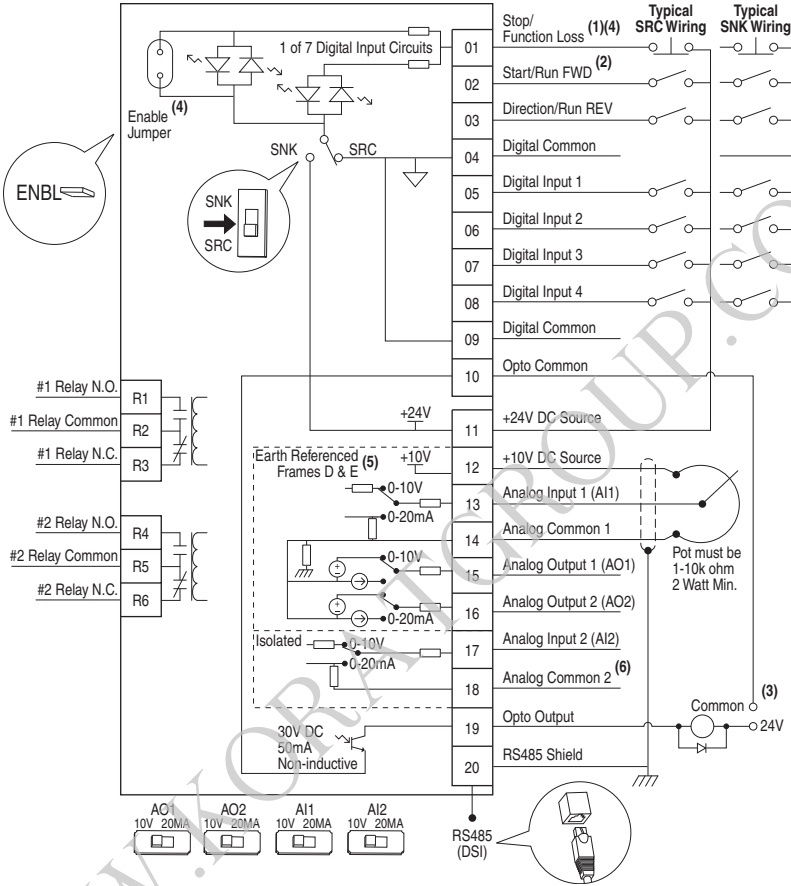 Typical
SRC Wiring
Typical
SNK Wiring
Stop/
Function Loss (1)(4)
1 of 7 Digital Input Circuits
01
Start/Run FWD (2)
02
Enable (4)
Jumper
Direction/Run REV
03
SNK
SRC
Digital Common
04
ENBL
SNK
SRC
Digital Input 1
05
Digital Input 2
06
Digital Input 3
07
Digital Input 4
08
Digital Common
09
Opto Common
10
#1 Relay N.O.
R1
#1 Relay Common
R2
#1 Relay N.C.
R3
#2 Relay N.O.
R4
#2 Relay Common
R5
#2 Relay N.C.
R6
+24V
11
+24V DC Source
Earth Referenced
Frames D & E (5)
+10V
12
+10V DC Source
0-10V
0-20mA
13
Analog Input 1 (AI1)
14
Analog Common 1
Pot must be
1-10k ohm
2 Watt Min.
0-10V
15
Analog Output 1 (AO1)
0-20mA
16
Analog Output 2 (AO2)
Isolated
0-10V
0-20mA
17
Analog Input 2 (AI2)
18
Analog Common 2 (6)
Common
(3)
24V
19
Opto Output
30V DC
50mA
Non-inductive
20
RS485 Shield
AO1
10V 20MA
AO2
10V 20MA
AI1
10V 20MA
AI2
10V 20MA
RS485
(DSI)
W.KORATGROUP.CO